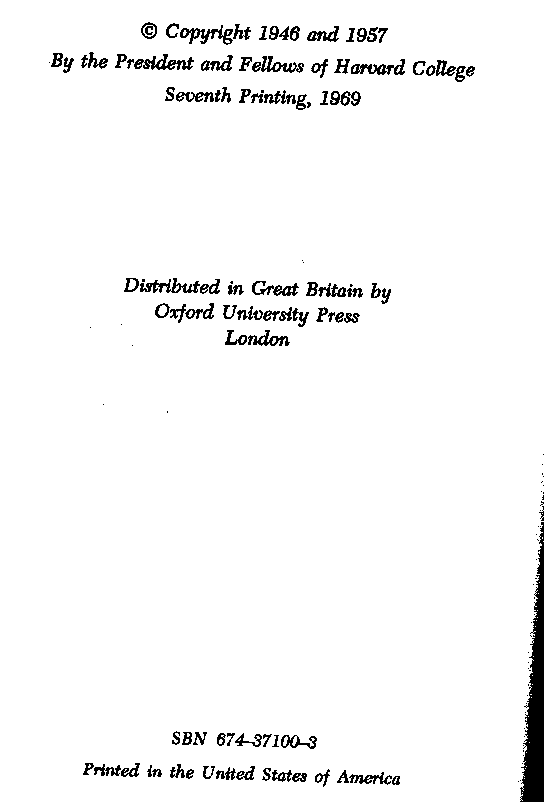 © Copyright 1946 and 1957
By the President and Fellows of Harvard College
Seventh Printing, 1969
Distributed in Great Britain by
Oxford University Press
London
SBN 674–37100–3
Printed in the United States of America